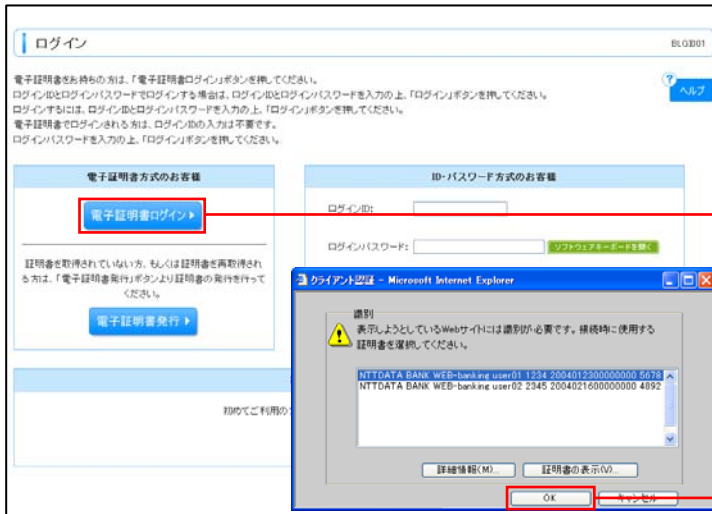 ログイン
BLGI001
電子証明書をお持ちの方は、「電子証明書ログイン」ボタンを押してください。
ログインIDとログインパスワードでログインする場合は、ログインIDとログインパスワードを入力の上、「ログイン」ボタンを押してください。
ログインするには、ログインIDとログインパスワードを入力の上、「ログイン」ボタンを押してください。
電子証明書でログインされる方は、ログインIDの入力は不要です。
ログインパスワードを入力の上、「ログイン」ボタンを押してください。
?
ヘルプ
電子証明書方式のお客様
電子証明書ログイン
証明書を取得されていない方、もしくは証明書を再取得され
る方は、「電子証明書発行」ボタンより証明書の発行を行って
ください。
電子証明書発行
ID・パスワード方式のお客様
ログインID:
ログインパスワード:
ソフトウェアキーボードを開く
初めてご利用の
クライアント認証 - Microsoft Internet Explorer
識別
表示しようとしているWebサイトには識別が必要です。接続時に使用する
証明書を選択してください。
NTTDATA BANK WEB-banking user01 1234 2004012300000000 5678
NTTDATA BANK WEB-banking user02 2345 2004021600000000 4892
詳細情報(M)...
証明書の表示(V)...
OK
キャンセル